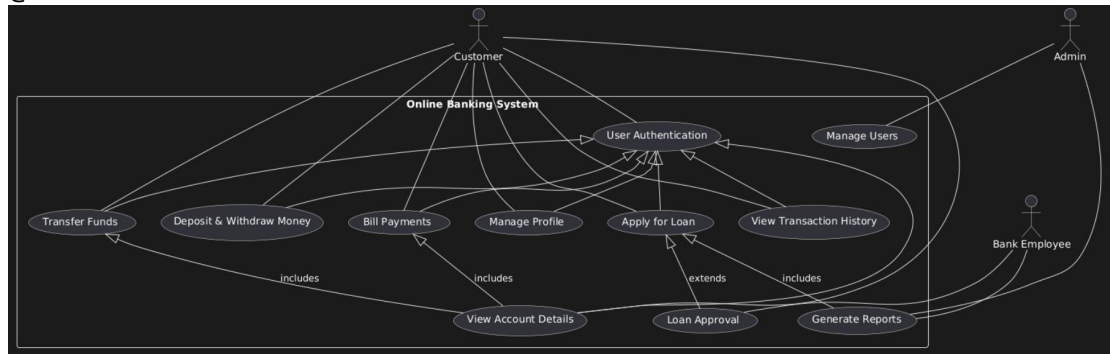 Customer
Admin
Online Banking System
User Authentication
Manage Users
Transfer Funds
Deposit & Withdraw Money
Bill Payments
Manage Profile
Apply for Loan
View Transaction History
Bank Employee
includes
includes
extends
includes
View Account Details
Loan Approval
Generate Reports